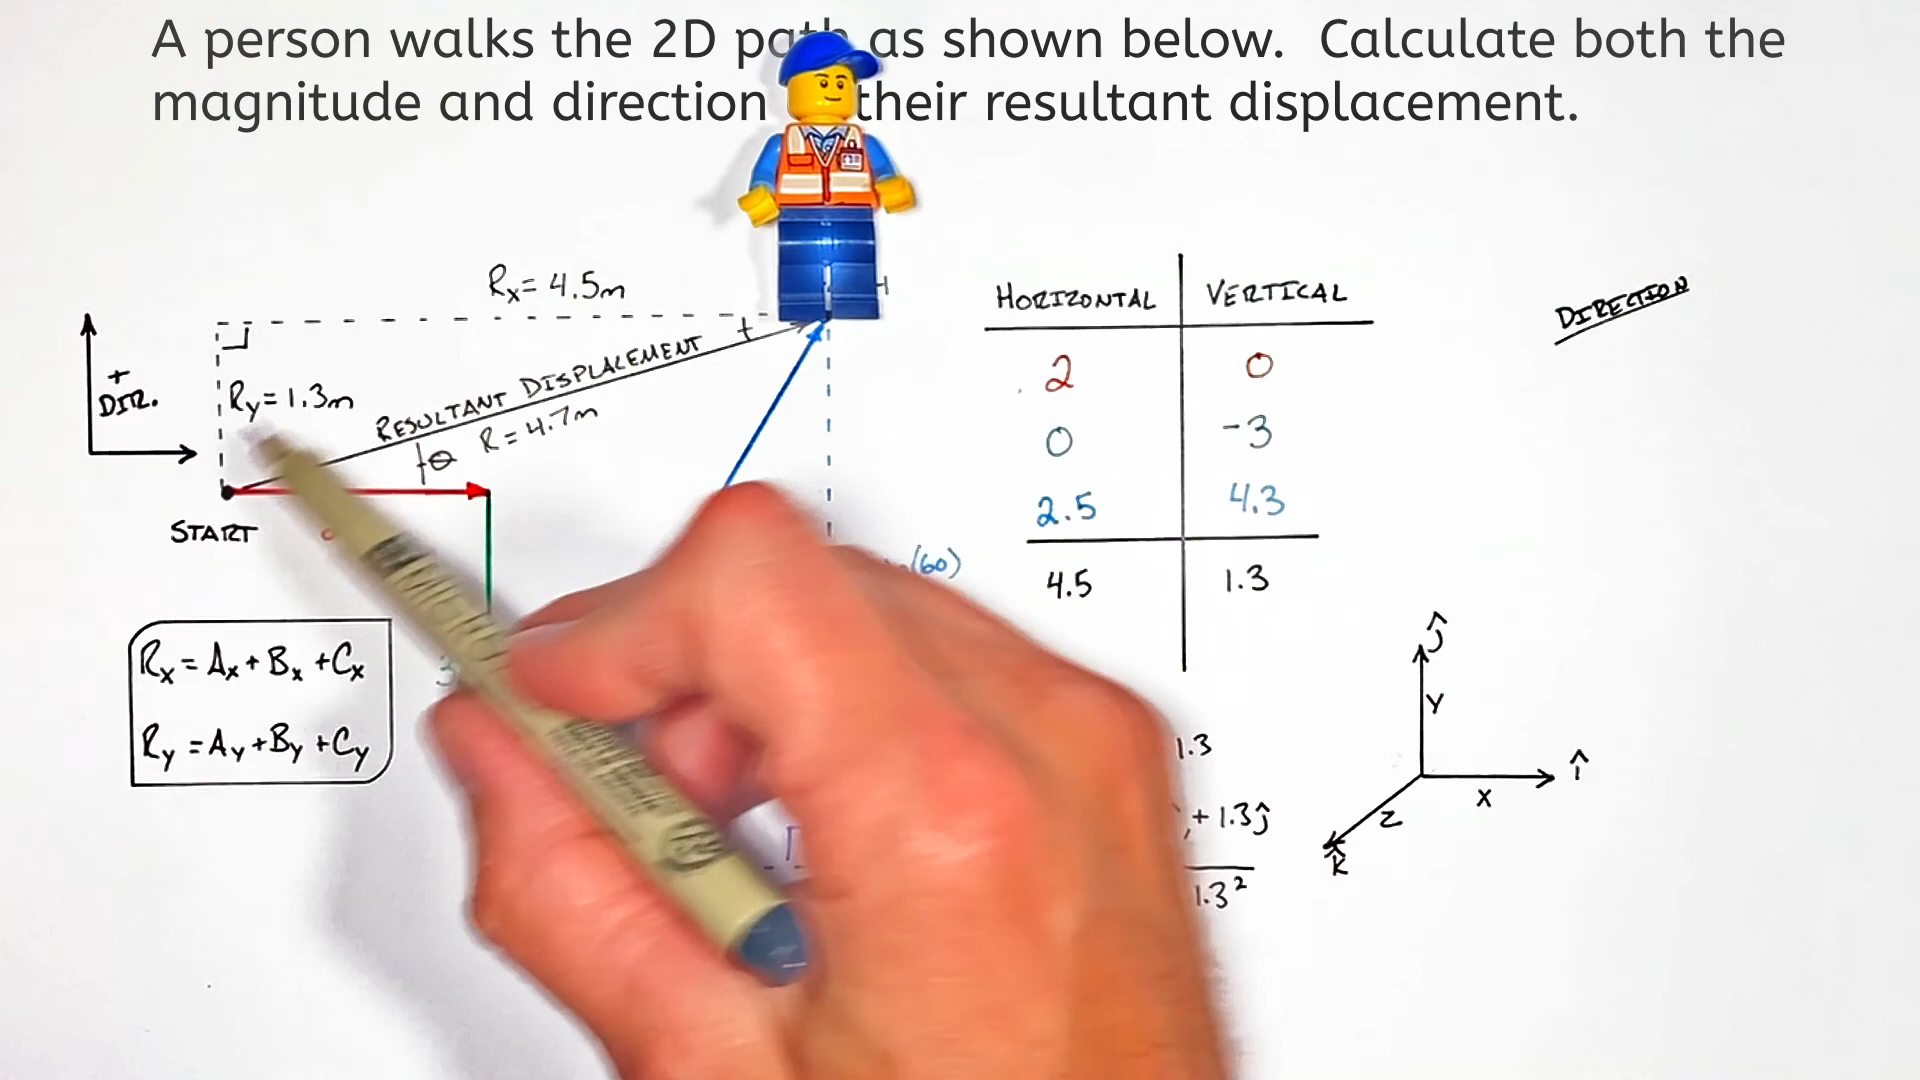 A person walks the 2D path as shown below. Calculate both the
magnitude and direction their resultant displacement.
Rx = 4.5m
+
DIR.
Ry = 1.3m
RESULTANT DISPLACEMENT
R = 4.7m
θ
START
(60)
3
Rx = Ax + Bx + Cx
Ry = Ay + By + Cy
HORIZONTAL VERTICAL
2 0
0 -3
2.5 4.3
4.5 1.3
1.3
+ 1.3ĵ
1.3²
DIRECTION
ĵ
Y
î
X
Z
k̂